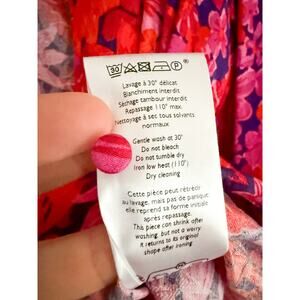 30
P
Lavage à 30° délicat
Blanchiment interdit
Séchage tambour interdit
Repassage 110° max.
Nettoyage à sec tous solvants
normaux
Gentle wash at 30°
Do not bleach
Do not tumble dry
Iron low heat (110°)
Dry cleaning
Cette pièce peut rétrécir
au lavage, mais pas de panique
elle reprend sa forme initiale
après repassage.
This piece can shrink after
washing, but not a worry
It returns to its original
shape after ironing.